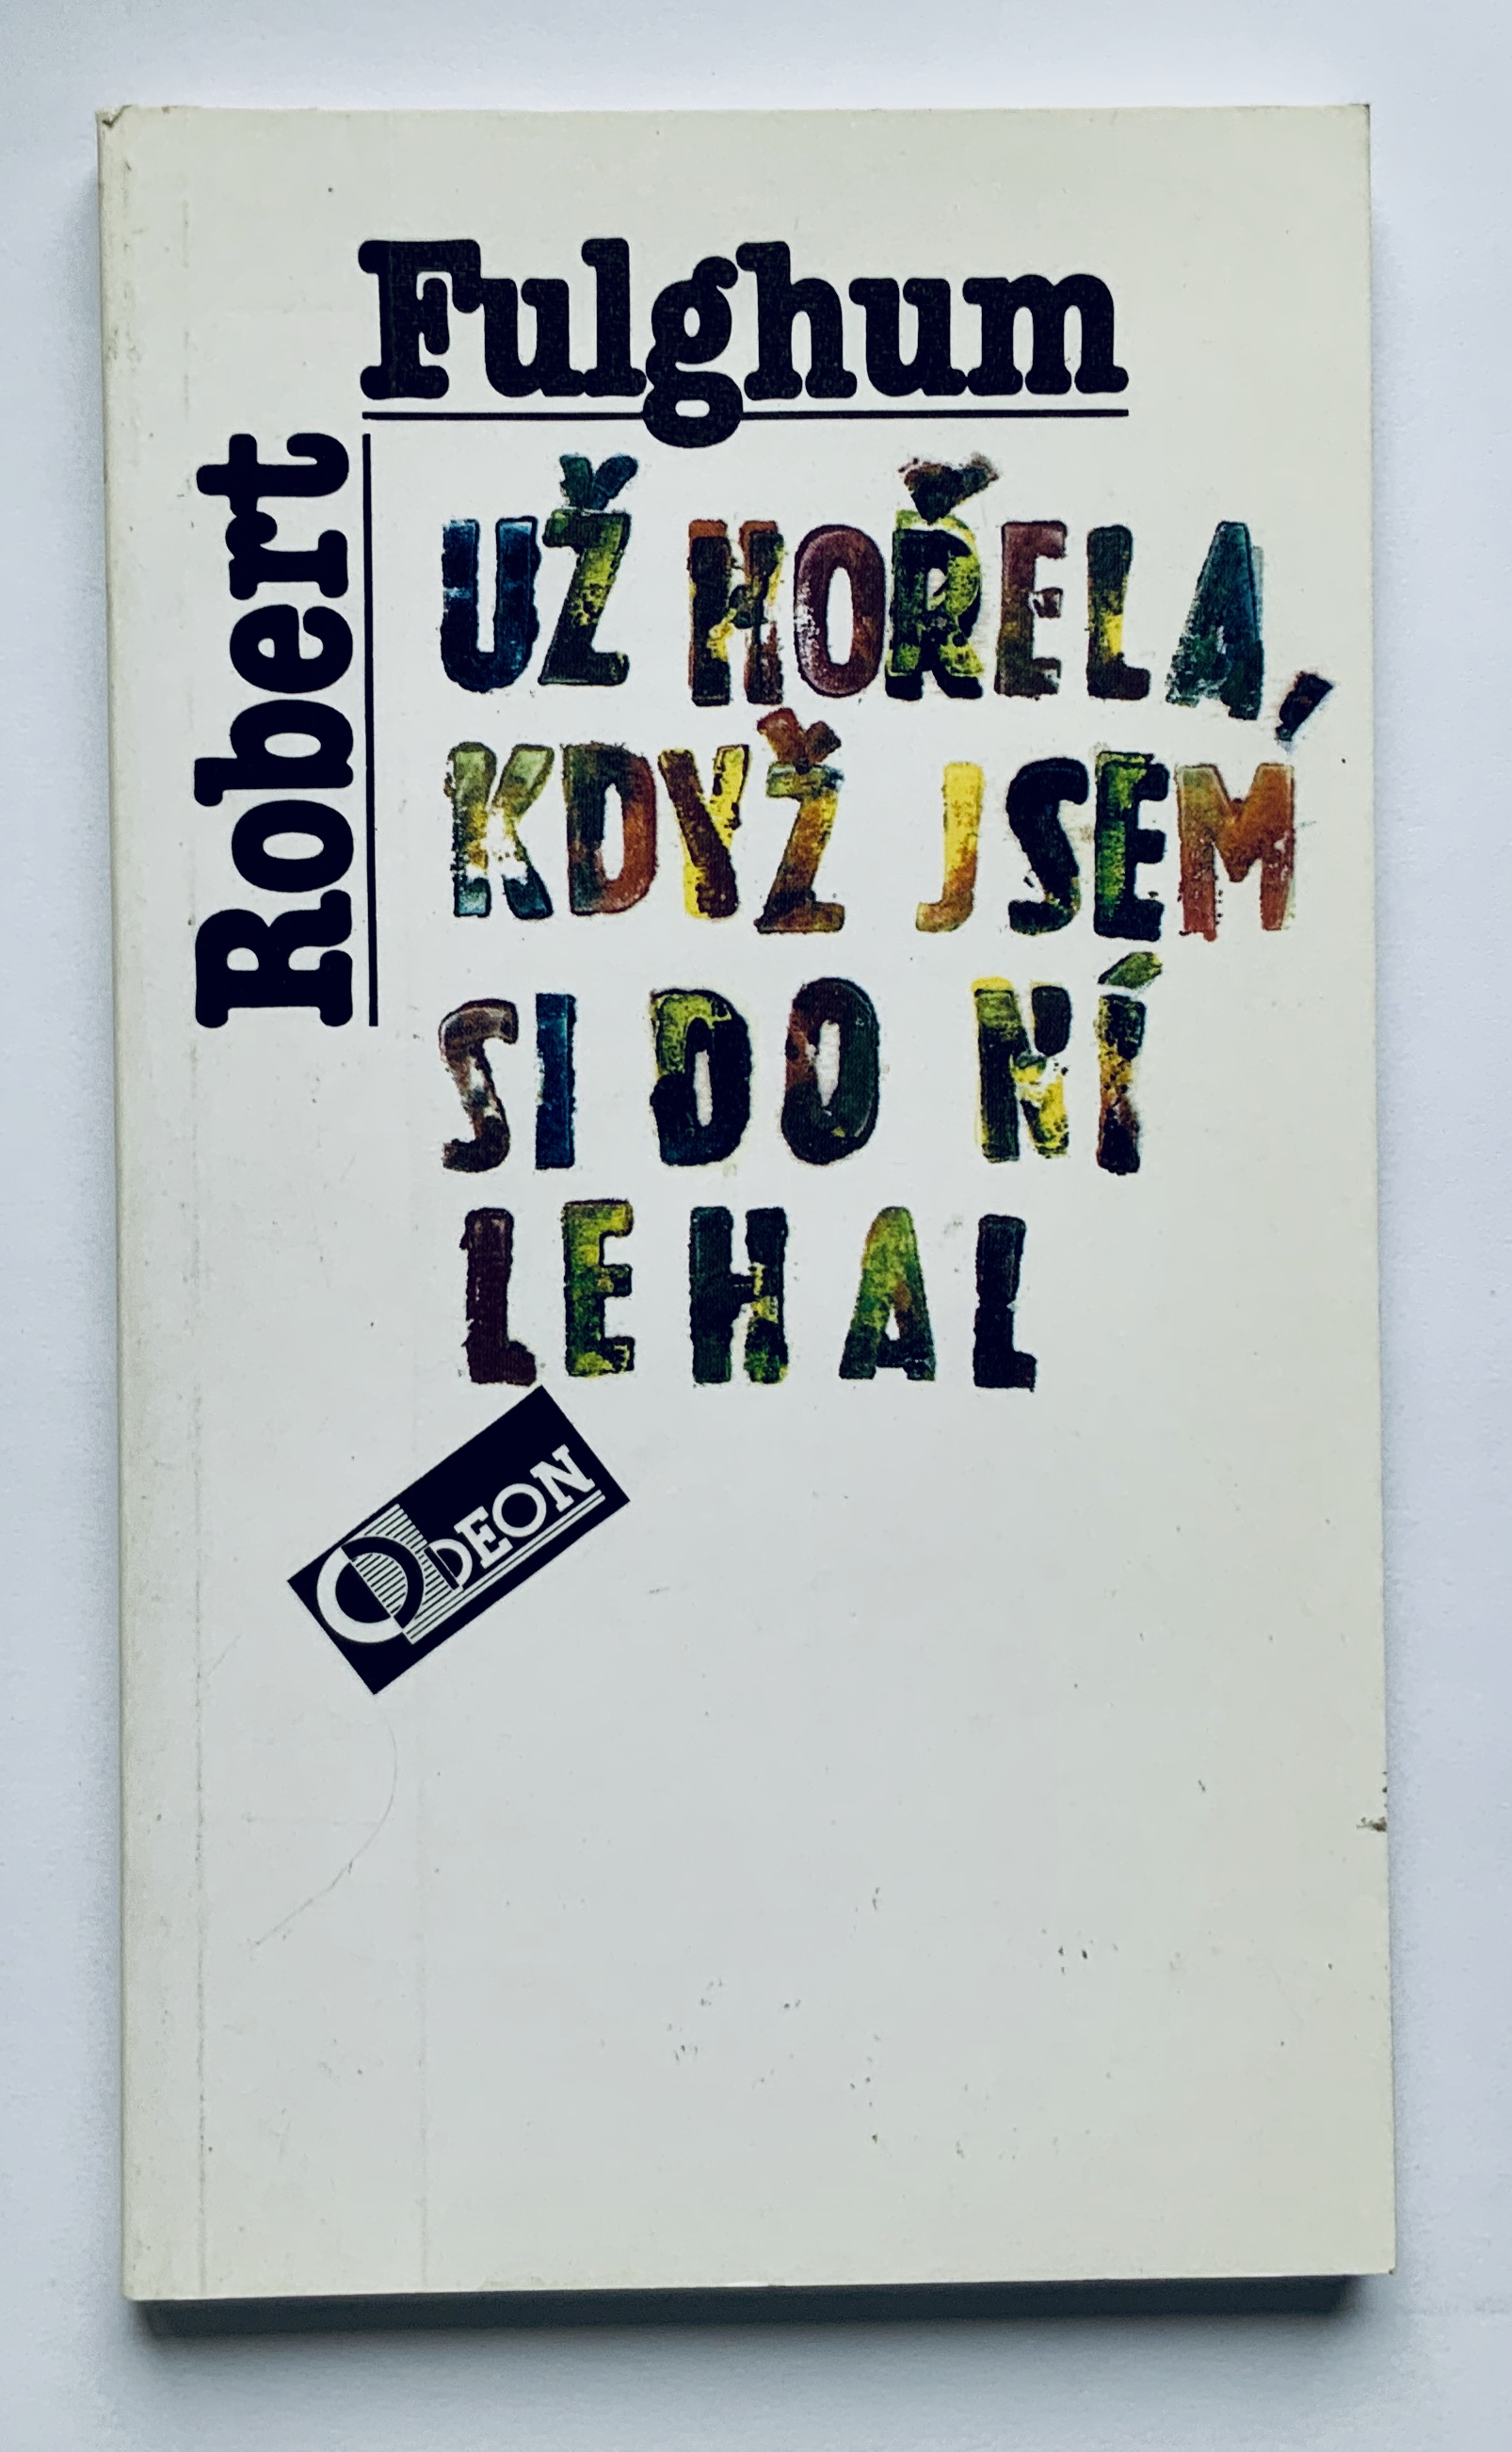 Robert
Fulghum
UŽ HOŘELA,
KDYŽ JSEM
SI DO NÍ
LEHAL
ODEON